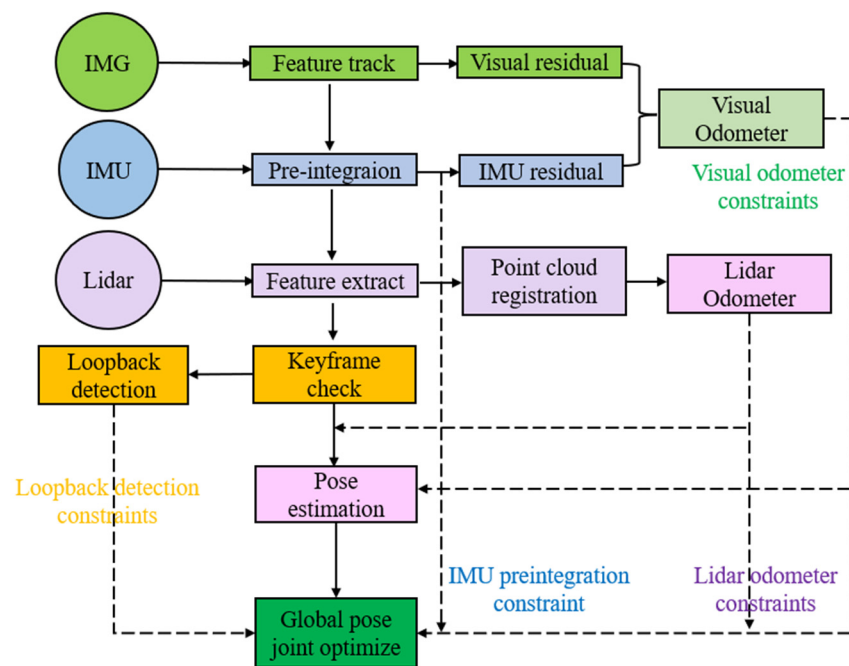 IMG
Feature track
Visual residual
Visual
Odometer
IMU
Pre-integraion
IMU residual
Visual odometer
constraints
Lidar
Feature extract
Point cloud
registration
Lidar
Odometer
Loopback
detection
Keyframe
check
Loopback detection
constraints
Pose
estimation
IMU preintegration
constraint
Lidar odometer
constraints
Global pose
joint optimize